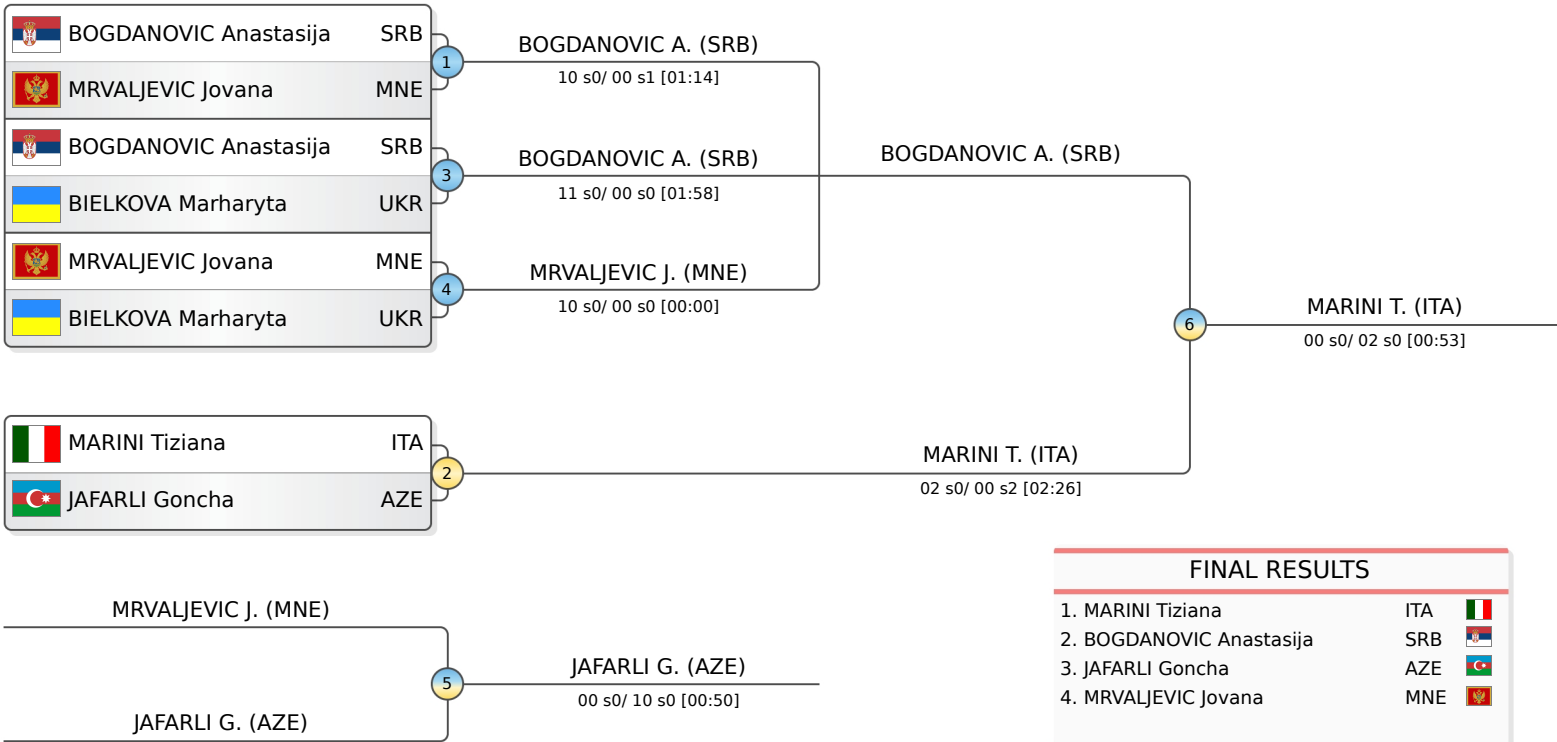 BOGDANOVIC Anastasija SRB
MRVALJEVIC Jovana MNE
1
BOGDANOVIC A. (SRB)
10 s0/ 00 s1 [01:14]
BOGDANOVIC Anastasija SRB
BIELKOVA Marharyta UKR
3
BOGDANOVIC A. (SRB)
11 s0/ 00 s0 [01:58]
MRVALJEVIC Jovana MNE
BIELKOVA Marharyta UKR
4
MRVALJEVIC J. (MNE)
10 s0/ 00 s0 [00:00]
BOGDANOVIC A. (SRB)
6
MARINI T. (ITA)
00 s0/ 02 s0 [00:53]
MARINI Tiziana ITA
JAFARLI Goncha AZE
2
MARINI T. (ITA)
02 s0/ 00 s2 [02:26]
MRVALJEVIC J. (MNE)
JAFARLI G. (AZE)
5
JAFARLI G. (AZE)
00 s0/ 10 s0 [00:50]
FINAL RESULTS
1. MARINI Tiziana ITA
2. BOGDANOVIC Anastasija SRB
3. JAFARLI Goncha AZE
4. MRVALJEVIC Jovana MNE